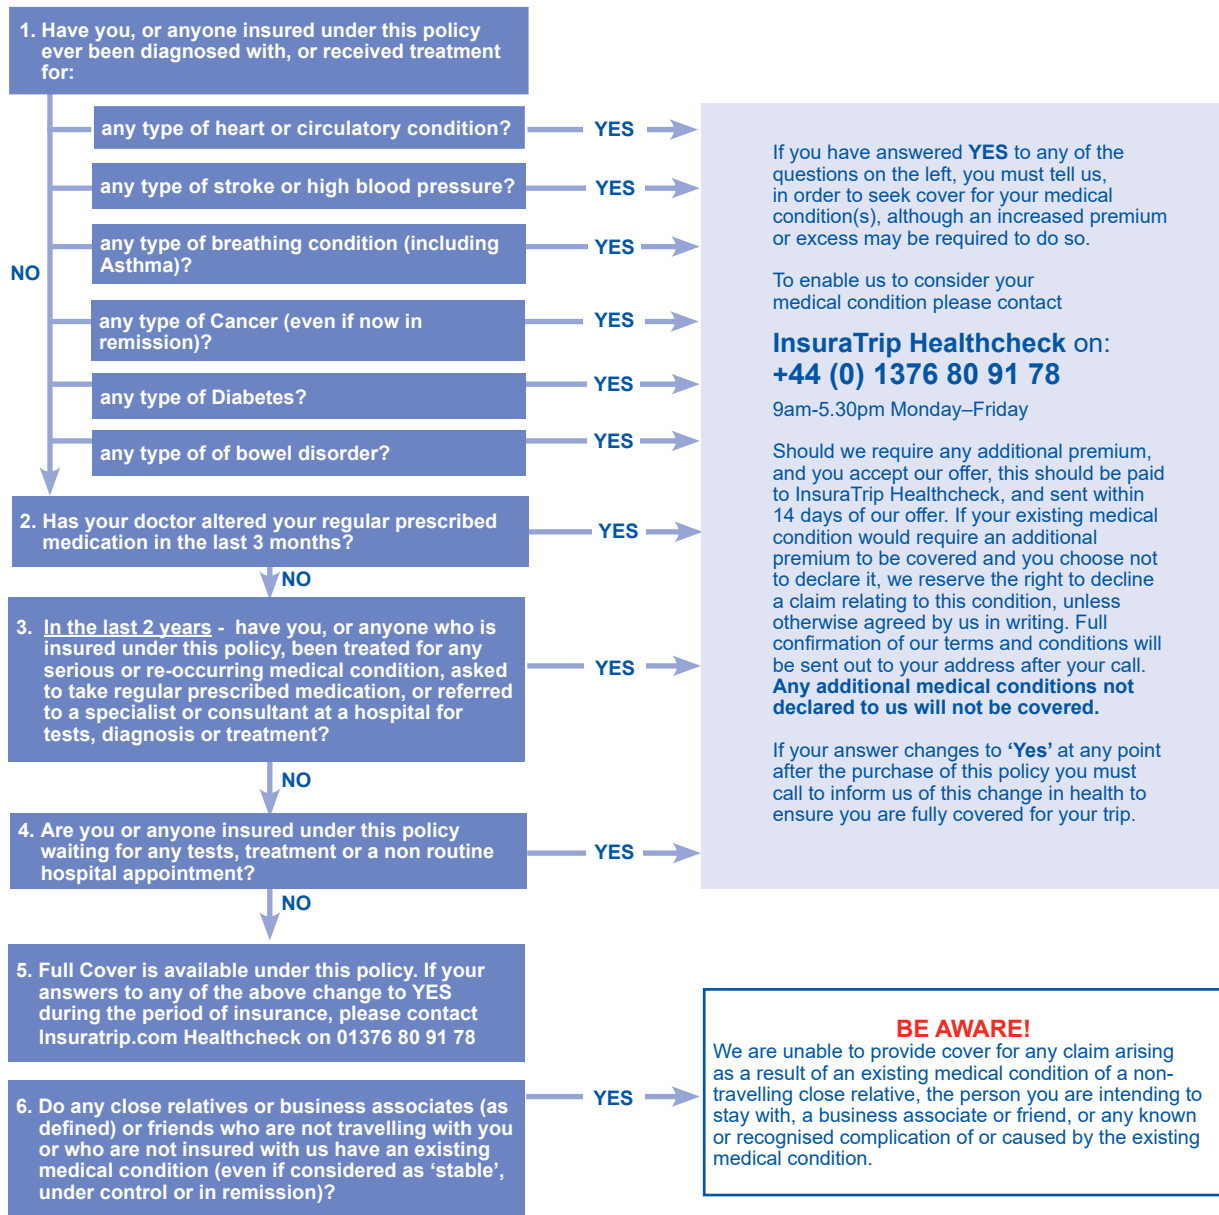 1. Have you, or anyone insured under this policy
ever been diagnosed with, or received treatment
for:
NO
any type of heart or circulatory condition?
YES
any type of stroke or high blood pressure?
YES
any type of breathing condition (including
Asthma)?
YES
any type of Cancer (even if now in
remission)?
YES
any type of Diabetes?
YES
any type of of bowel disorder?
YES
2. Has your doctor altered your regular prescribed
medication in the last 3 months?
YES
NO
3. In the last 2 years - have you, or anyone who is
insured under this policy, been treated for any
serious or re-occurring medical condition, asked
to take regular prescribed medication, or referred
to a specialist or consultant at a hospital for
tests, diagnosis or treatment?
YES
NO
4. Are you or anyone insured under this policy
waiting for any tests, treatment or a non routine
hospital appointment?
YES
NO
If you have answered YES to any of the
questions on the left, you must tell us,
in order to seek cover for your medical
condition(s), although an increased premium
or excess may be required to do so.
To enable us to consider your
medical condition please contact
InsuraTrip Healthcheck on:
+44 (0) 1376 80 91 78
9am-5.30pm Monday–Friday
Should we require any additional premium,
and you accept our offer, this should be paid
to InsuraTrip Healthcheck, and sent within
14 days of our offer. If your existing medical
condition would require an additional
premium to be covered and you choose not
to declare it, we reserve the right to decline
a claim relating to this condition, unless
otherwise agreed by us in writing. Full
confirmation of our terms and conditions will
be sent out to your address after your call.
Any additional medical conditions not
declared to us will not be covered.
If your answer changes to ‘Yes’ at any point
after the purchase of this policy you must
call to inform us of this change in health to
ensure you are fully covered for your trip.
5. Full Cover is available under this policy. If your
answers to any of the above change to YES
during the period of insurance, please contact
Insuratrip.com Healthcheck on 01376 80 91 78
6. Do any close relatives or business associates (as
defined) or friends who are not travelling with you
or who are not insured with us have an existing
medical condition (even if considered as ‘stable’,
under control or in remission)?
YES
BE AWARE!
We are unable to provide cover for any claim arising
as a result of an existing medical condition of a non-
travelling close relative, the person you are intending to
stay with, a business associate or friend, or any known
or recognised complication of or caused by the existing
medical condition.